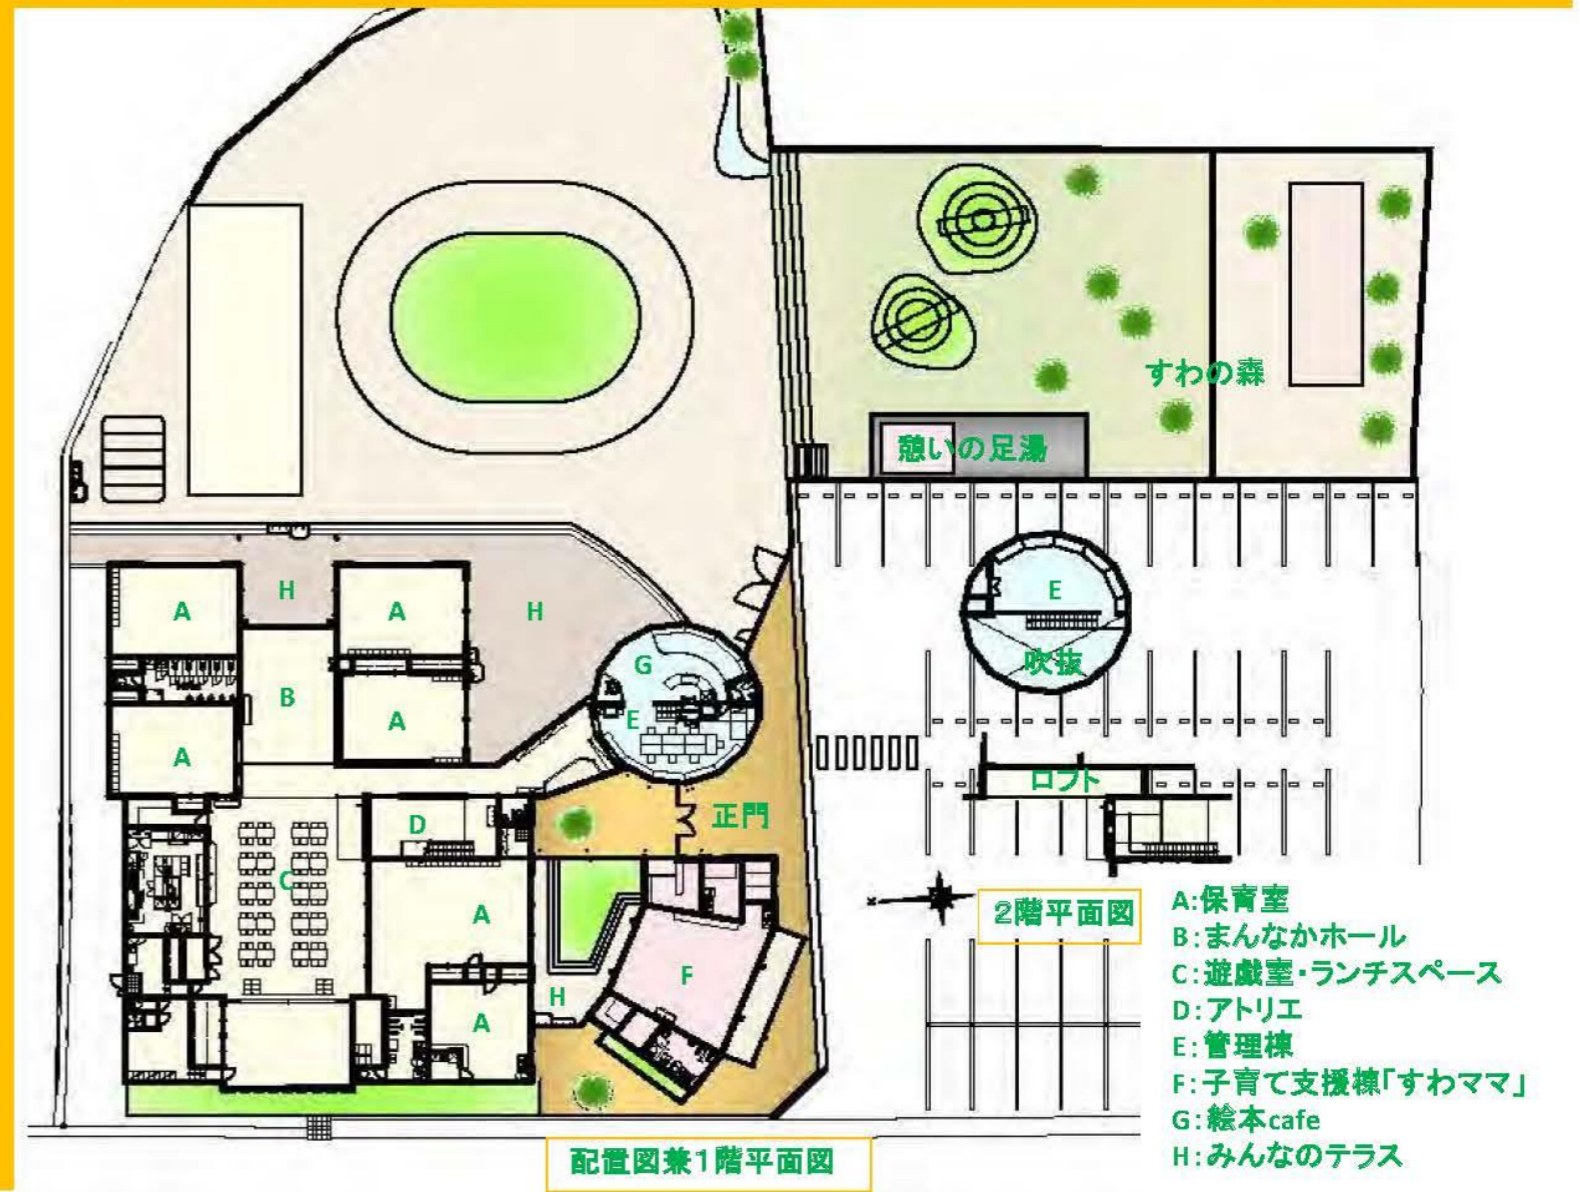 すわの森
憩いの足湯
H
A
A
H
E
G
吹抜
B
A
E
A
ロフト
D
正門
C
A
F
H
A
2階平面図
A:保育室
B:まんなかホール
C:遊戯室・ランチスペース
D:アトリエ
E:管理棟
F:子育て支援棟「すわママ」
G:絵本cafe
H:みんなのテラス
配置図兼1階平面図